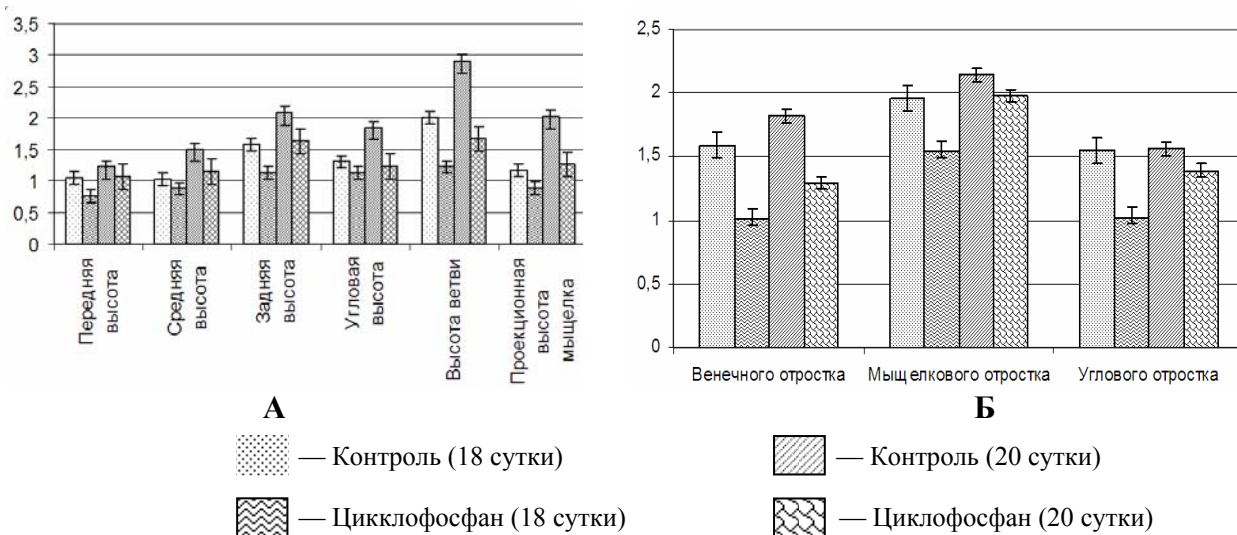 3,5
3
2,5
2
1,5
1
0,5
0
Передняя высота
Средняя высота
Задняя высота
Угловая высота
Высота ветви
Проекционная высота мыщелка
А
2,5
2
1,5
1
0,5
0
Венечного отростка
Мыщелкового отростка
Углового отростка
Б
— Контроль (18 сутки)
— Контроль (20 сутки)
— Цикклофосфан (18 сутки)
— Циклофосфан (20 сутки)